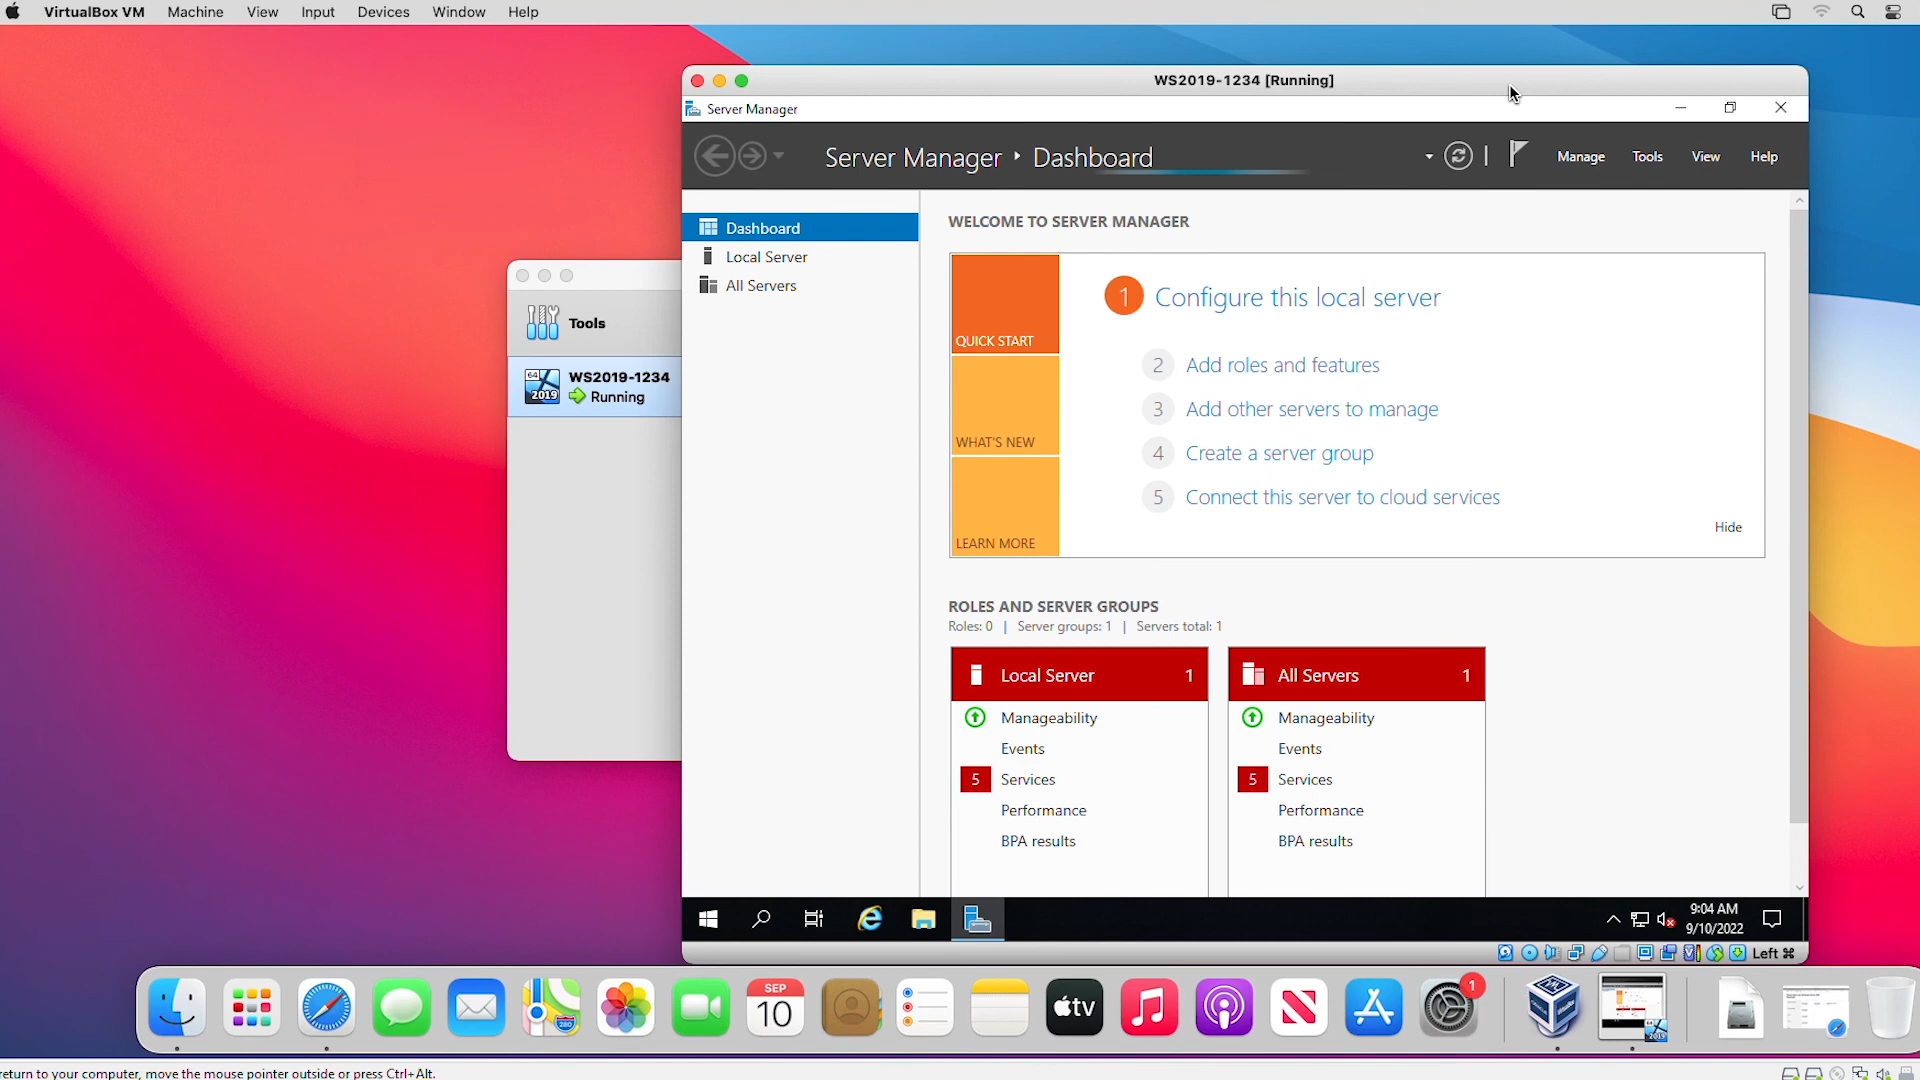 VirtualBox VM Machine View Input Devices Window Help
WS2019-1234 [Running]
Server Manager
Server Manager Dashboard
Manage Tools View Help
Dashboard
Local Server
All Servers
WELCOME TO SERVER MANAGER
QUICK START
WHAT'S NEW
LEARN MORE
1 Configure this local server
2 Add roles and features
3 Add other servers to manage
4 Create a server group
5 Connect this server to cloud services
Hide
Tools
64
2019
WS2019-1234
Running
ROLES AND SERVER GROUPS
Roles: 0 | Server groups: 1 | Servers total: 1
Local Server 1
Manageability
Events
5 Services
Performance
BPA results
All Servers 1
Manageability
Events
5 Services
Performance
BPA results
9:04 AM
9/10/2022
Left ⌘
280
SEP
10
tv
1
eturn to your computer, move the mouse pointer outside or press Ctrl+Alt.